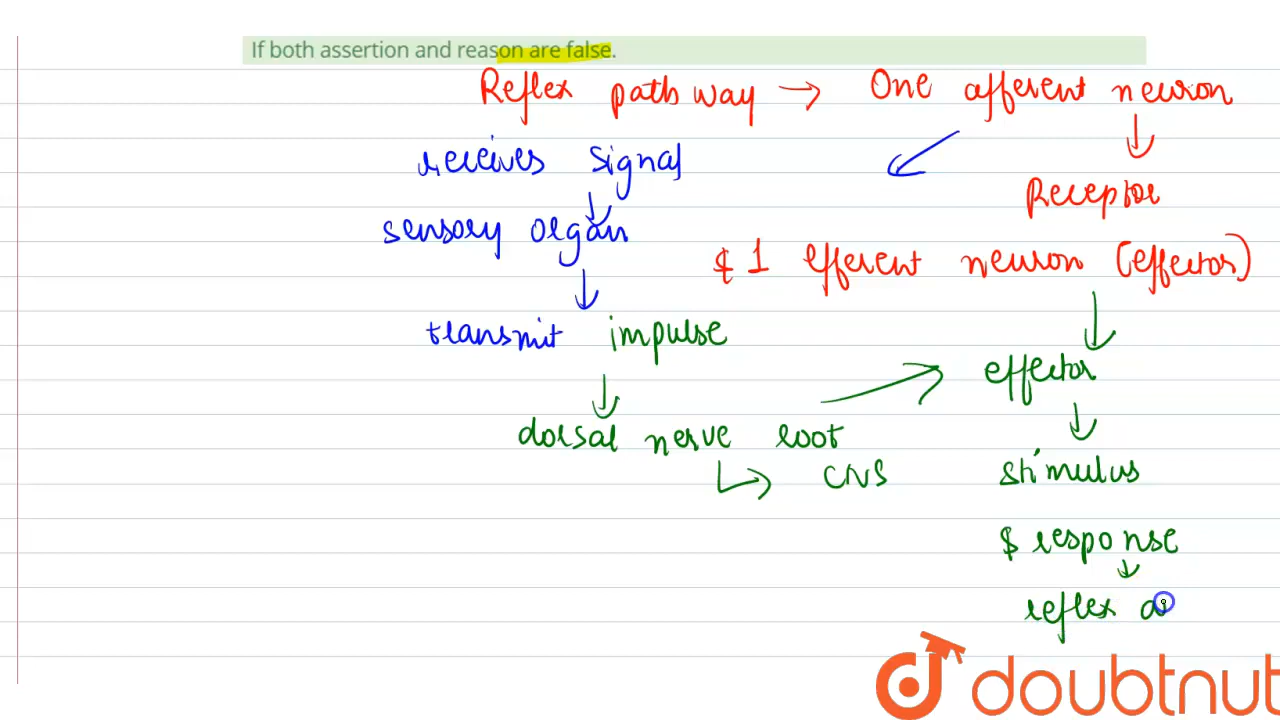 If both assertion and reason are false.
Reflex pathway → One afferent neuron
↓
receives signal
↓
Receptor
sensory organ
& 1 efferent neuron (effector)
↓
transmit impulse
↓
effector
↓
dorsal nerve root
↳ CNS
stimulus
& response
↓
reflex a
doubtnut